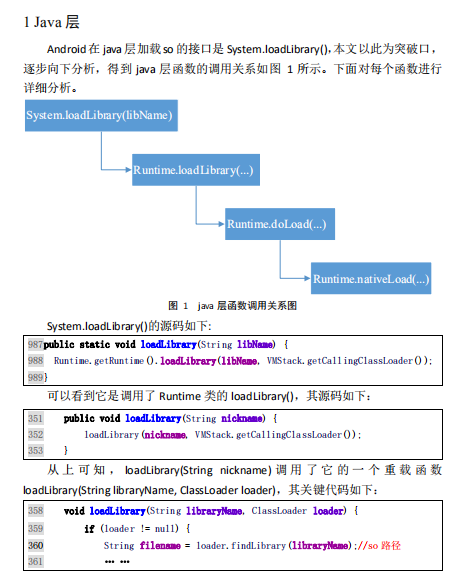 1 Java 层
Android 在 java 层加载 so 的接口是 System.loadLibrary(),本文以此为突破口，
逐步向下分析，得到 java 层函数的调用关系如图 1 所示。下面对每个函数进行
详细分析。
System.loadLibrary(libName)
Runtime.loadLibrary(...)
Runtime.doLoad(...)
Runtime.nativeLoad(...)
图 1 java 层函数调用关系图
System.loadLibrary()的源码如下:
987public static void loadLibrary(String libName) {
988 Runtime.getRuntime().loadLibrary(libName, VMStack.getCallingClassLoader());
989}
可以看到它是调用了 Runtime 类的 loadLibrary()，其源码如下：
351 public void loadLibrary(String nickname) {
352 loadLibrary(nickname, VMStack.getCallingClassLoader());
353 }
从上可知，loadLibrary(String nickname)调用了它的一个重载函数
loadLibrary(String libraryName, ClassLoader loader)，其关键代码如下：
358 void loadLibrary(String libraryName, ClassLoader loader) {
359 if (loader != null) {
360 String filename = loader.findLibrary(libraryName);//so 路径
361 … …